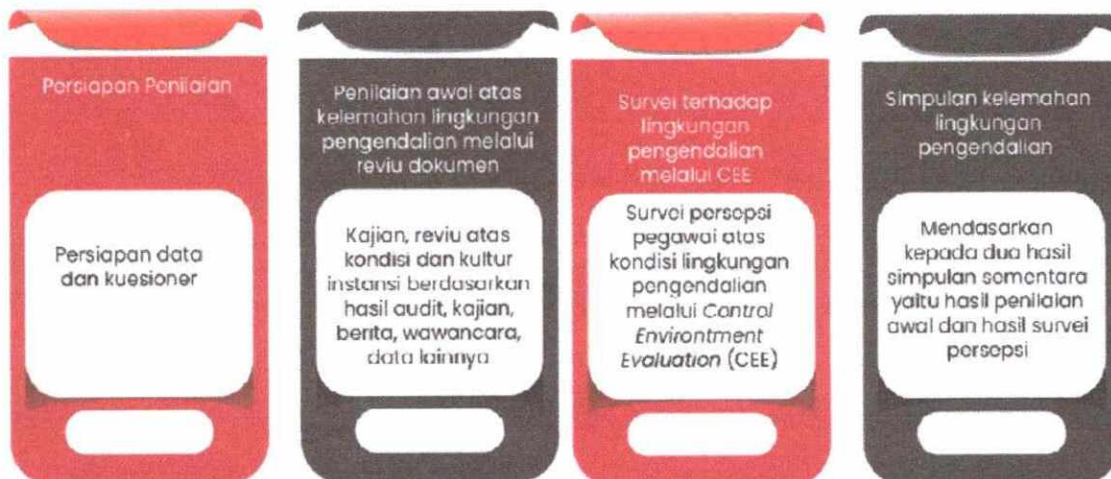 Persiapan Penilaian
Persiapan data
dan kuesioner
Penilaian awal atas
kelemahan lingkungan
pengendalian melalui
reviu dokumen
Kajian, reviu atas
kondisi dan kultur
instansi berdasarkan
hasil audit, kajian,
berita, wawancara,
data lainnya
Survei terhadap
lingkungan
pengendalian
melalui CEE
Survei persepsi
pegawai atas
kondisi lingkungan
pengendalian
melalui Control
Environtment
Evaluation (CEE)
Simpulan kelemahan
lingkungan
pengendalian
Mendasarkan
kepada dua hasil
simpulan sementara
yaitu hasil penilaian
awal dan hasil survei
persepsi